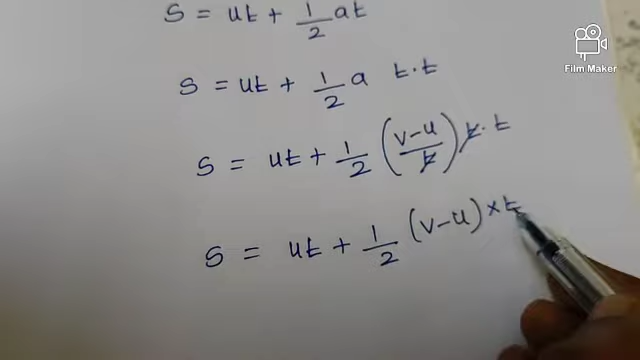 S = ut + 1/2 at
S = ut + 1/2 a t·t
S = ut + 1/2 (v-u/t) t·t
S = ut + 1/2 (v-u) × t
Film Maker